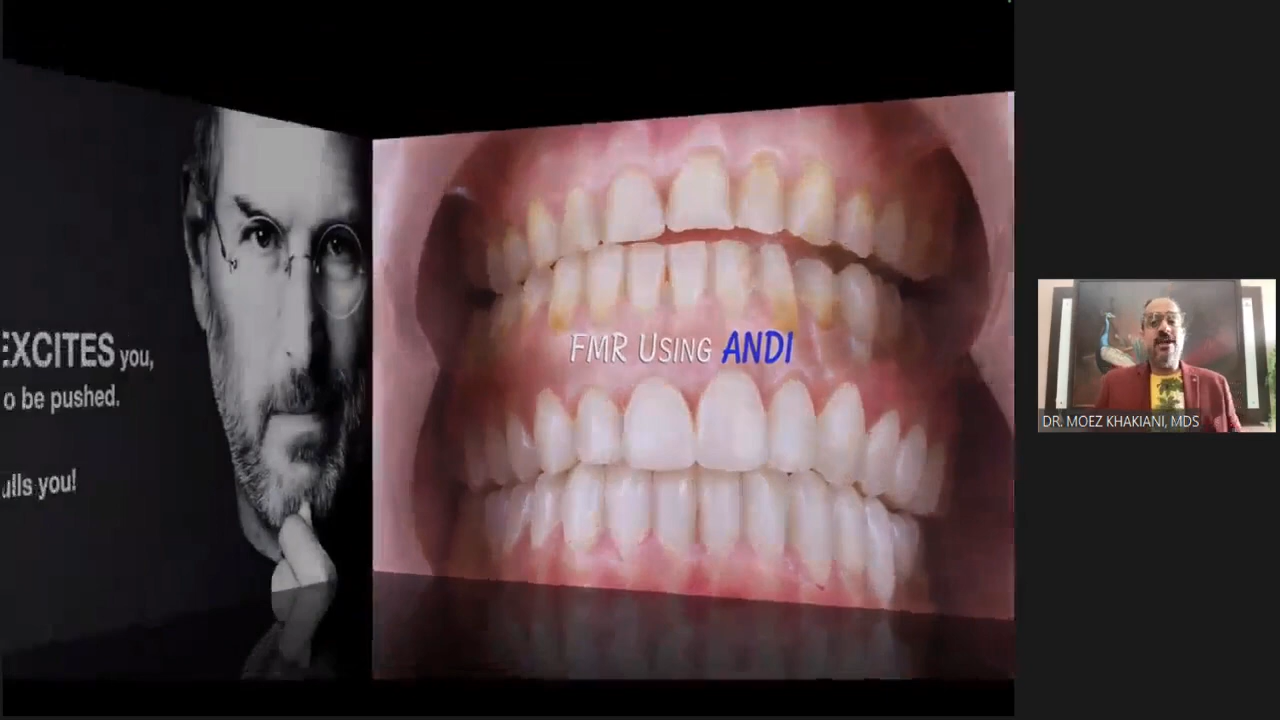 EXCITES you,
o be pushed.
ulls you!
FMR USING ANDI
DR. MOEZ KHAKIANI, MDS